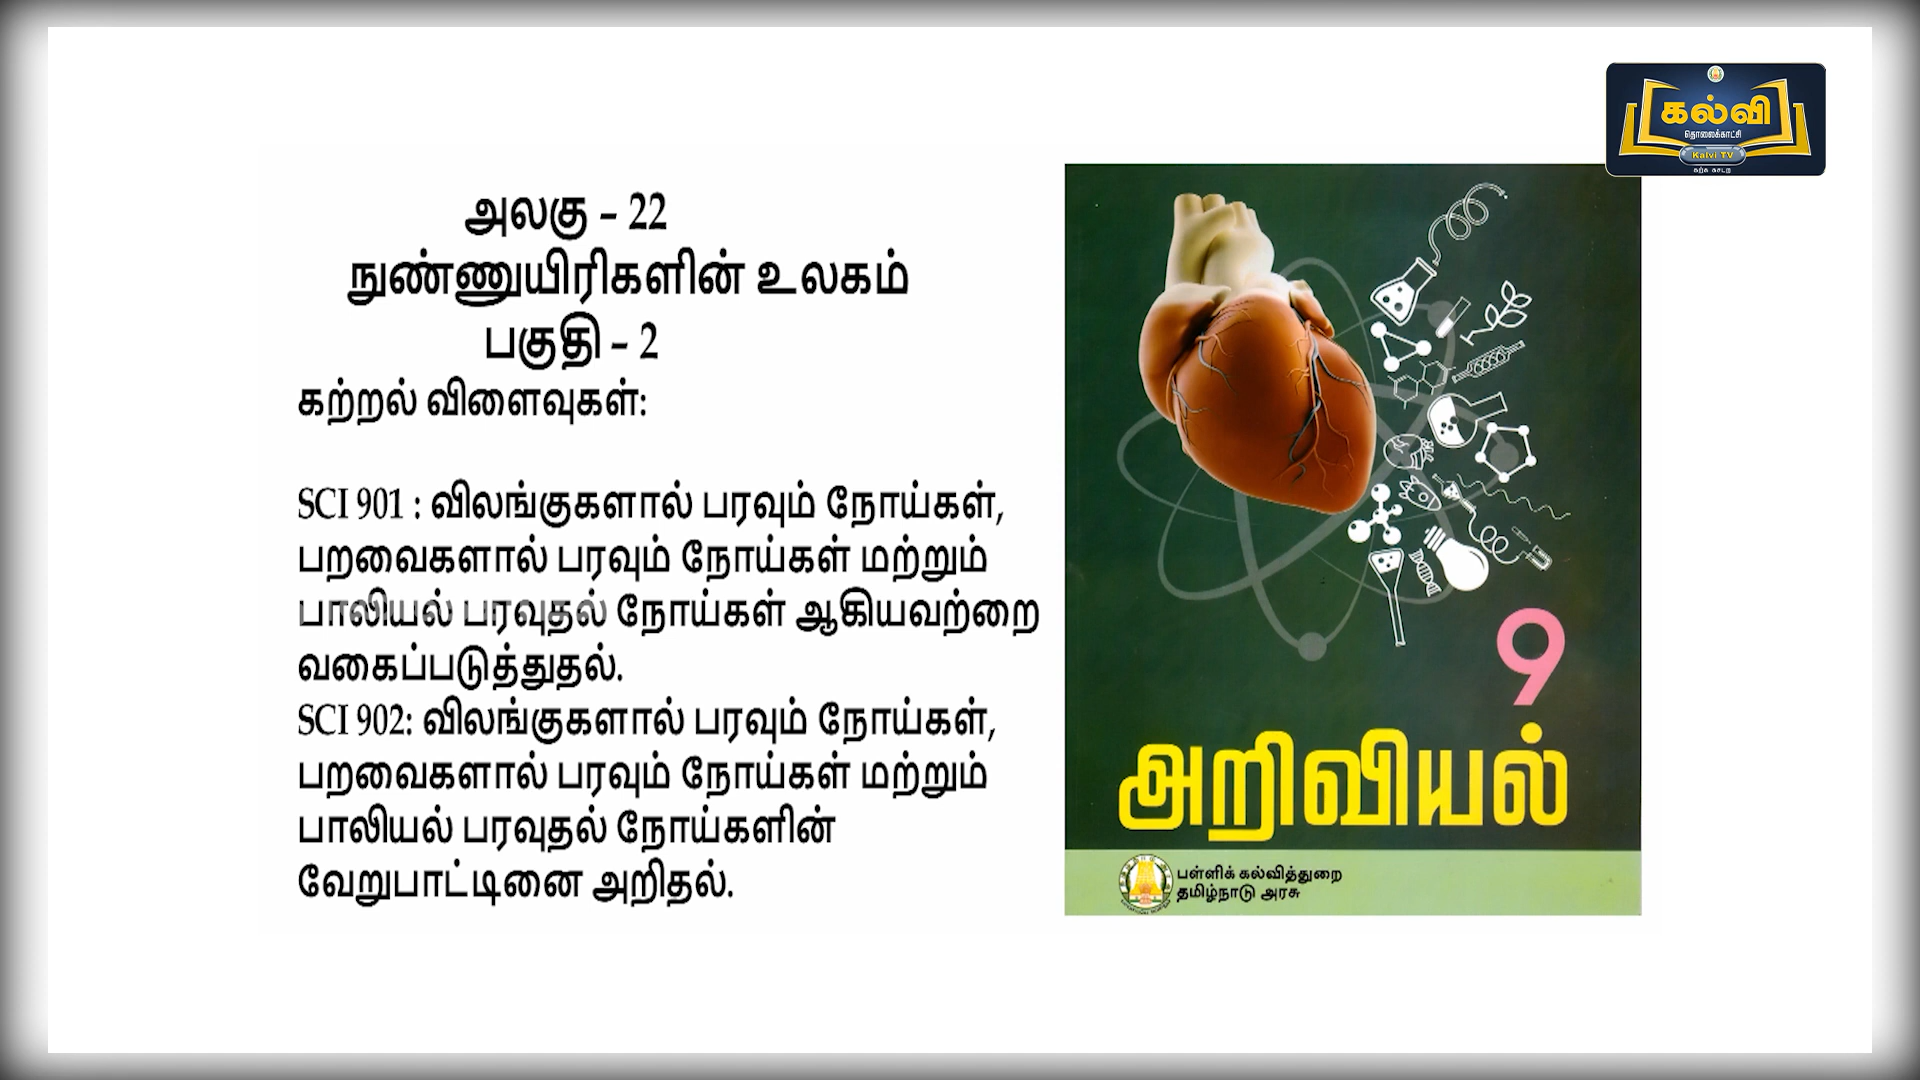 கல்வி
தொலைக்காட்சி
Kalvi TV
கற்க கசடற
அலகு – 22
நுண்ணுயிரிகளின் உலகம்
பகுதி – 2
கற்றல் விளைவுகள்:
SCI 901 : விலங்குகளால் பரவும் நோய்கள்,
பறவைகளால் பரவும் நோய்கள் மற்றும்
பாலியல் பரவுதல் நோய்கள் ஆகியவற்றை
வகைப்படுத்துதல்.
SCI 902: விலங்குகளால் பரவும் நோய்கள்,
பறவைகளால் பரவும் நோய்கள் மற்றும்
பாலியல் பரவுதல் நோய்களின்
வேறுபாட்டினை அறிதல்.
9
அறிவியல்
பள்ளிக் கல்வித்துறை
தமிழ்நாடு அரசு